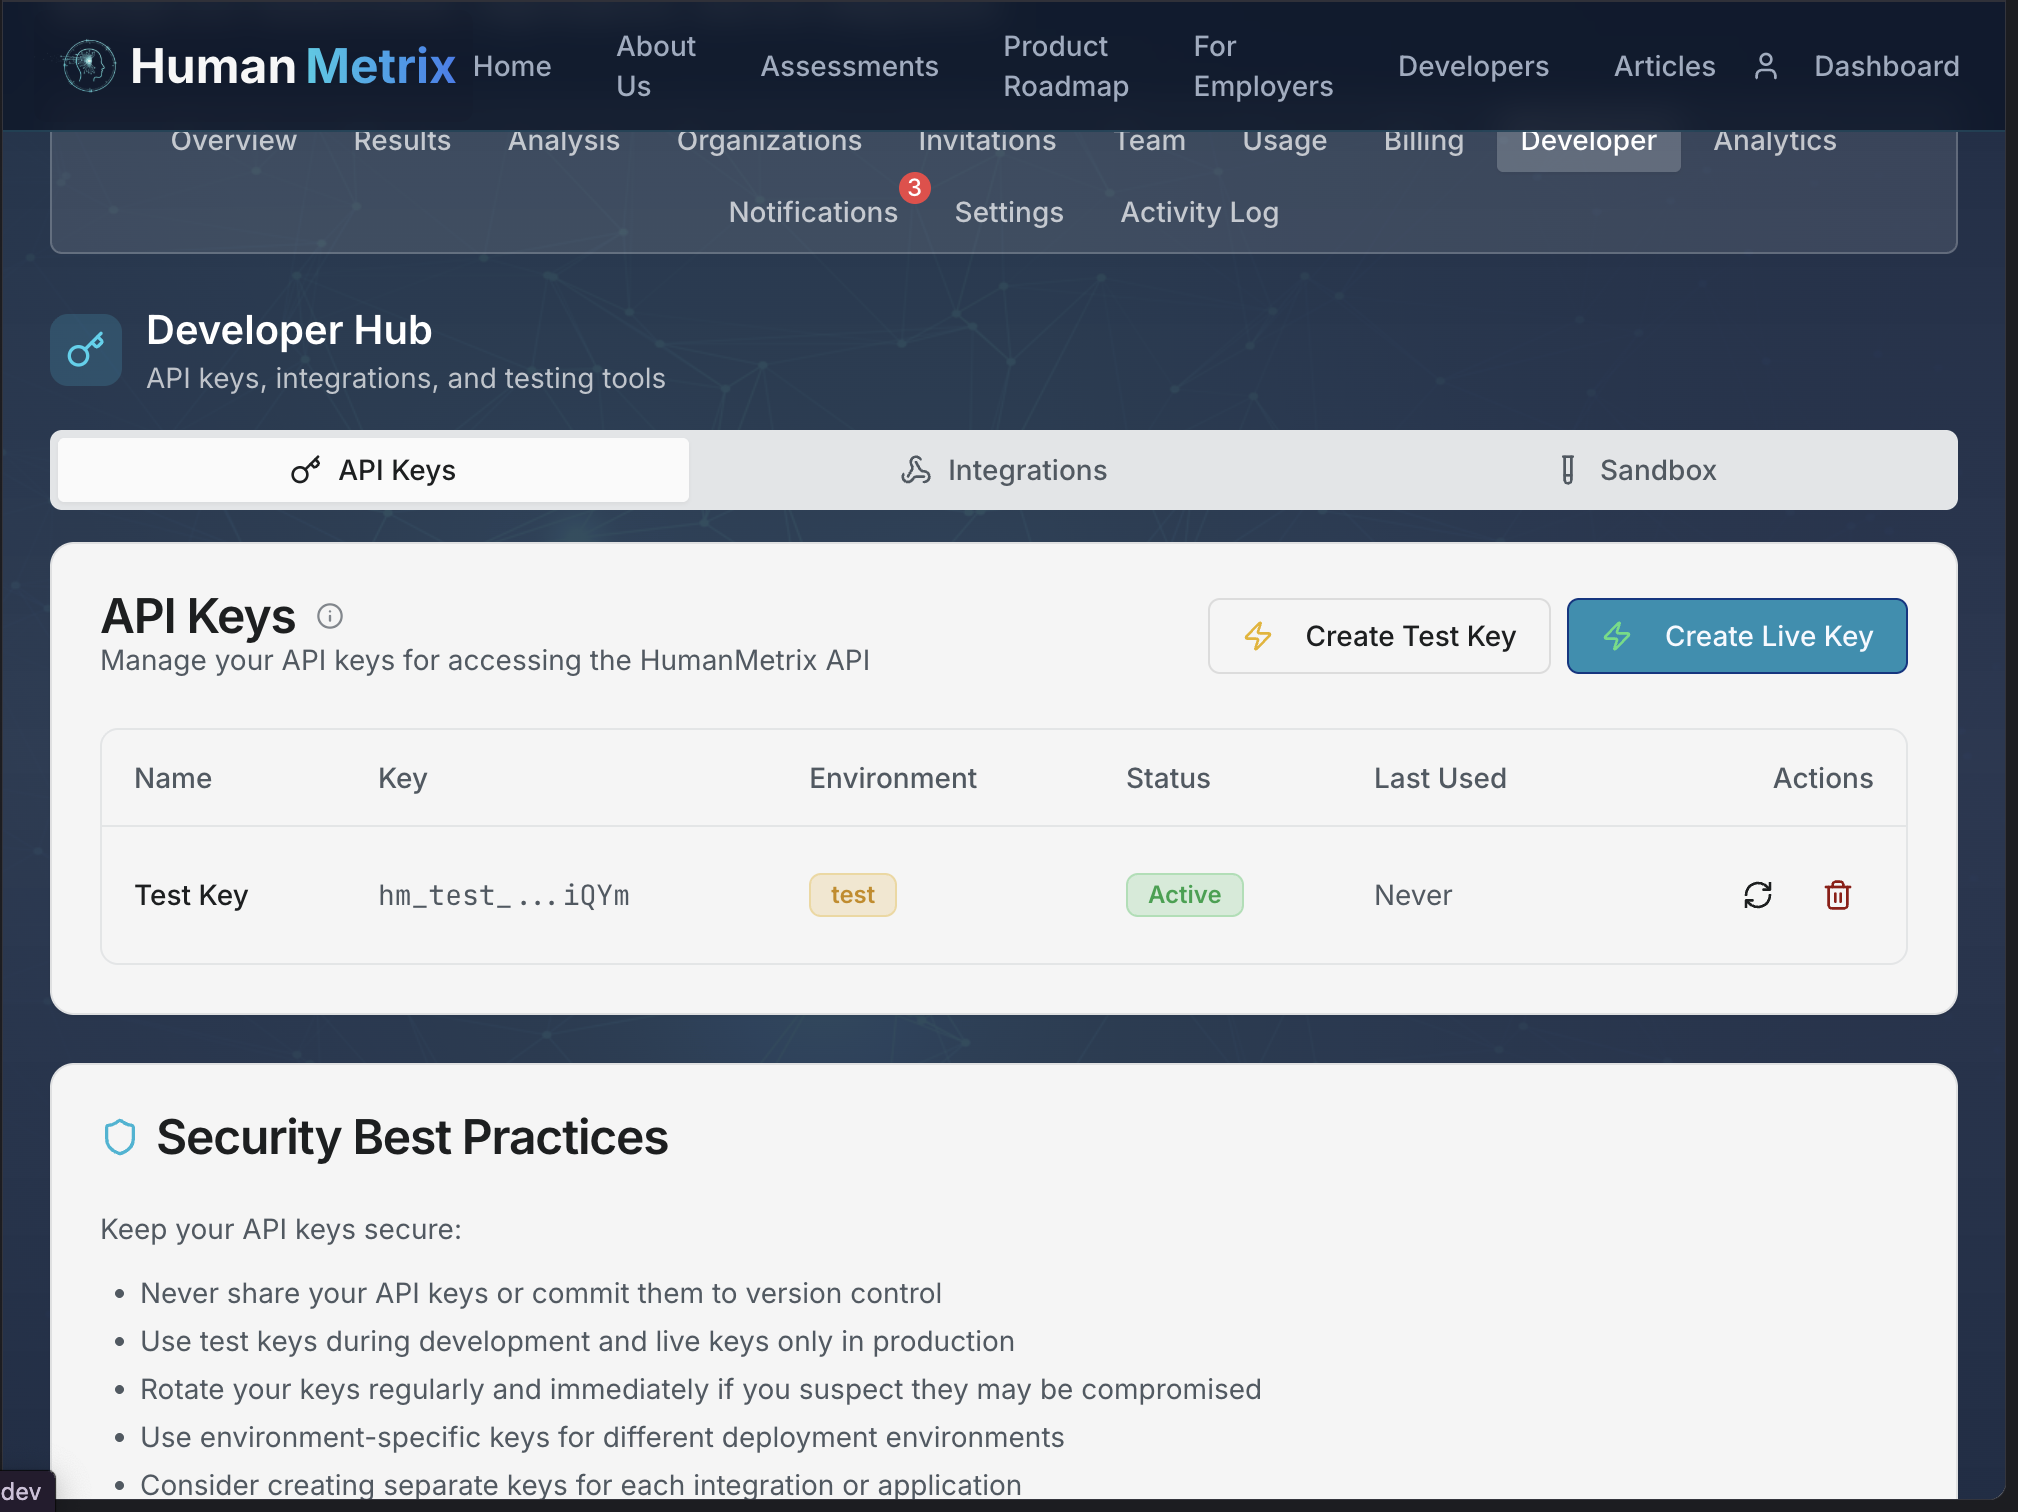 HumanMetrix Home About Us Assessments Product Roadmap For Employers Developers Articles Dashboard
Overview Results Analysis Organizations Invitations Team Usage Billing Developer Analytics
Notifications 3 Settings Activity Log
Developer Hub
API keys, integrations, and testing tools
API Keys Integrations Sandbox
API Keys
Manage your API keys for accessing the HumanMetrix API
Create Test Key Create Live Key
Name Key Environment Status Last Used Actions
Test Key hm_test_...iQYm test Active Never
Security Best Practices
Keep your API keys secure:
• Never share your API keys or commit them to version control
• Use test keys during development and live keys only in production
• Rotate your keys regularly and immediately if you suspect they may be compromised
• Use environment-specific keys for different deployment environments
• Consider creating separate keys for each integration or application
dev